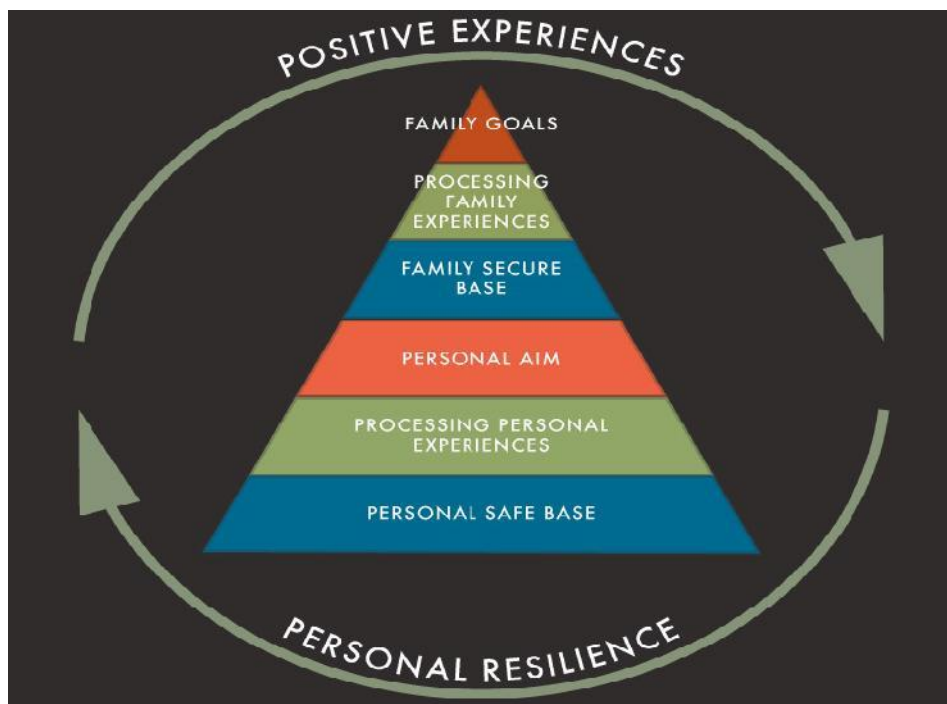 POSITIVE EXPERIENCES
FAMILY GOALS
PROCESSING
FAMILY
EXPERIENCES
FAMILY SECURE
BASE
PERSONAL AIM
PROCESSING PERSONAL
EXPERIENCES
PERSONAL SAFE BASE
PERSONAL RESILIENCE